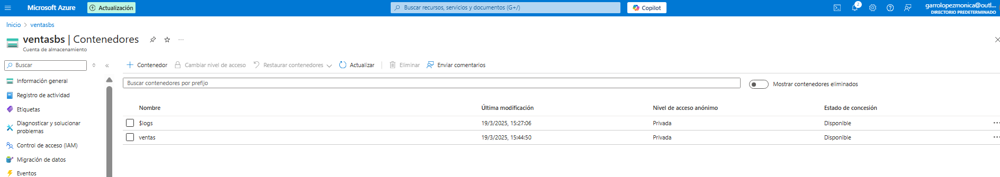 Microsoft Azure
Actualización
Buscar recursos, servicios y documentos (G+/)
Copilot
2
garrolopezmonica@outl...
DIRECTORIO PREDETERMINADO
Inicio > ventasbs
ventasbs | Contenedores
Cuenta de almacenamiento
Buscar
Información general
Registro de actividad
Etiquetas
Diagnosticar y solucionar
problemas
Control de acceso (IAM)
Migración de datos
Eventos
Contenedor Cambiar nivel de acceso Restaurar contenedores Actualizar Eliminar Enviar comentarios
Buscar contenedores por prefijo
Mostrar contenedores eliminados
Nombre Última modificación Nivel de acceso anónimo Estado de concesión
$logs 19/3/2025, 15:27:06 Privada Disponible
ventas 19/3/2025, 15:44:50 Privada Disponible